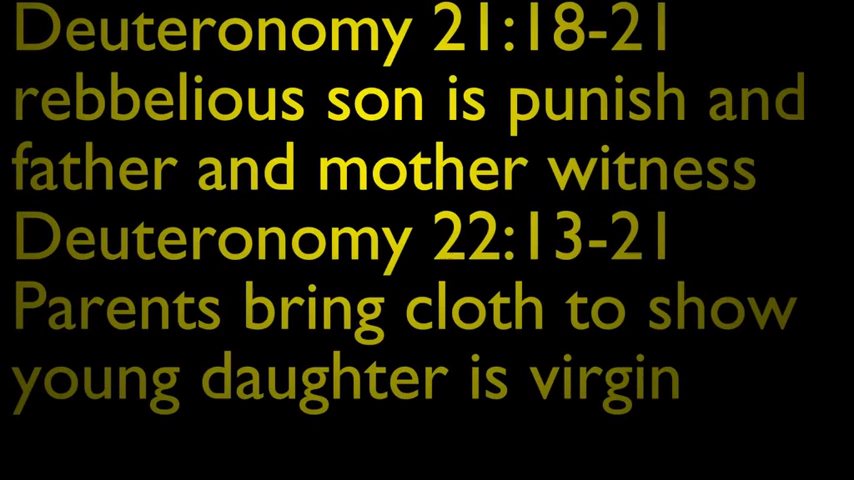 Deuteronomy 21:18-21
rebbelious son is punish and
father and mother witness
Deuteronomy 22:13-21
Parents bring cloth to show
young daughter is virgin